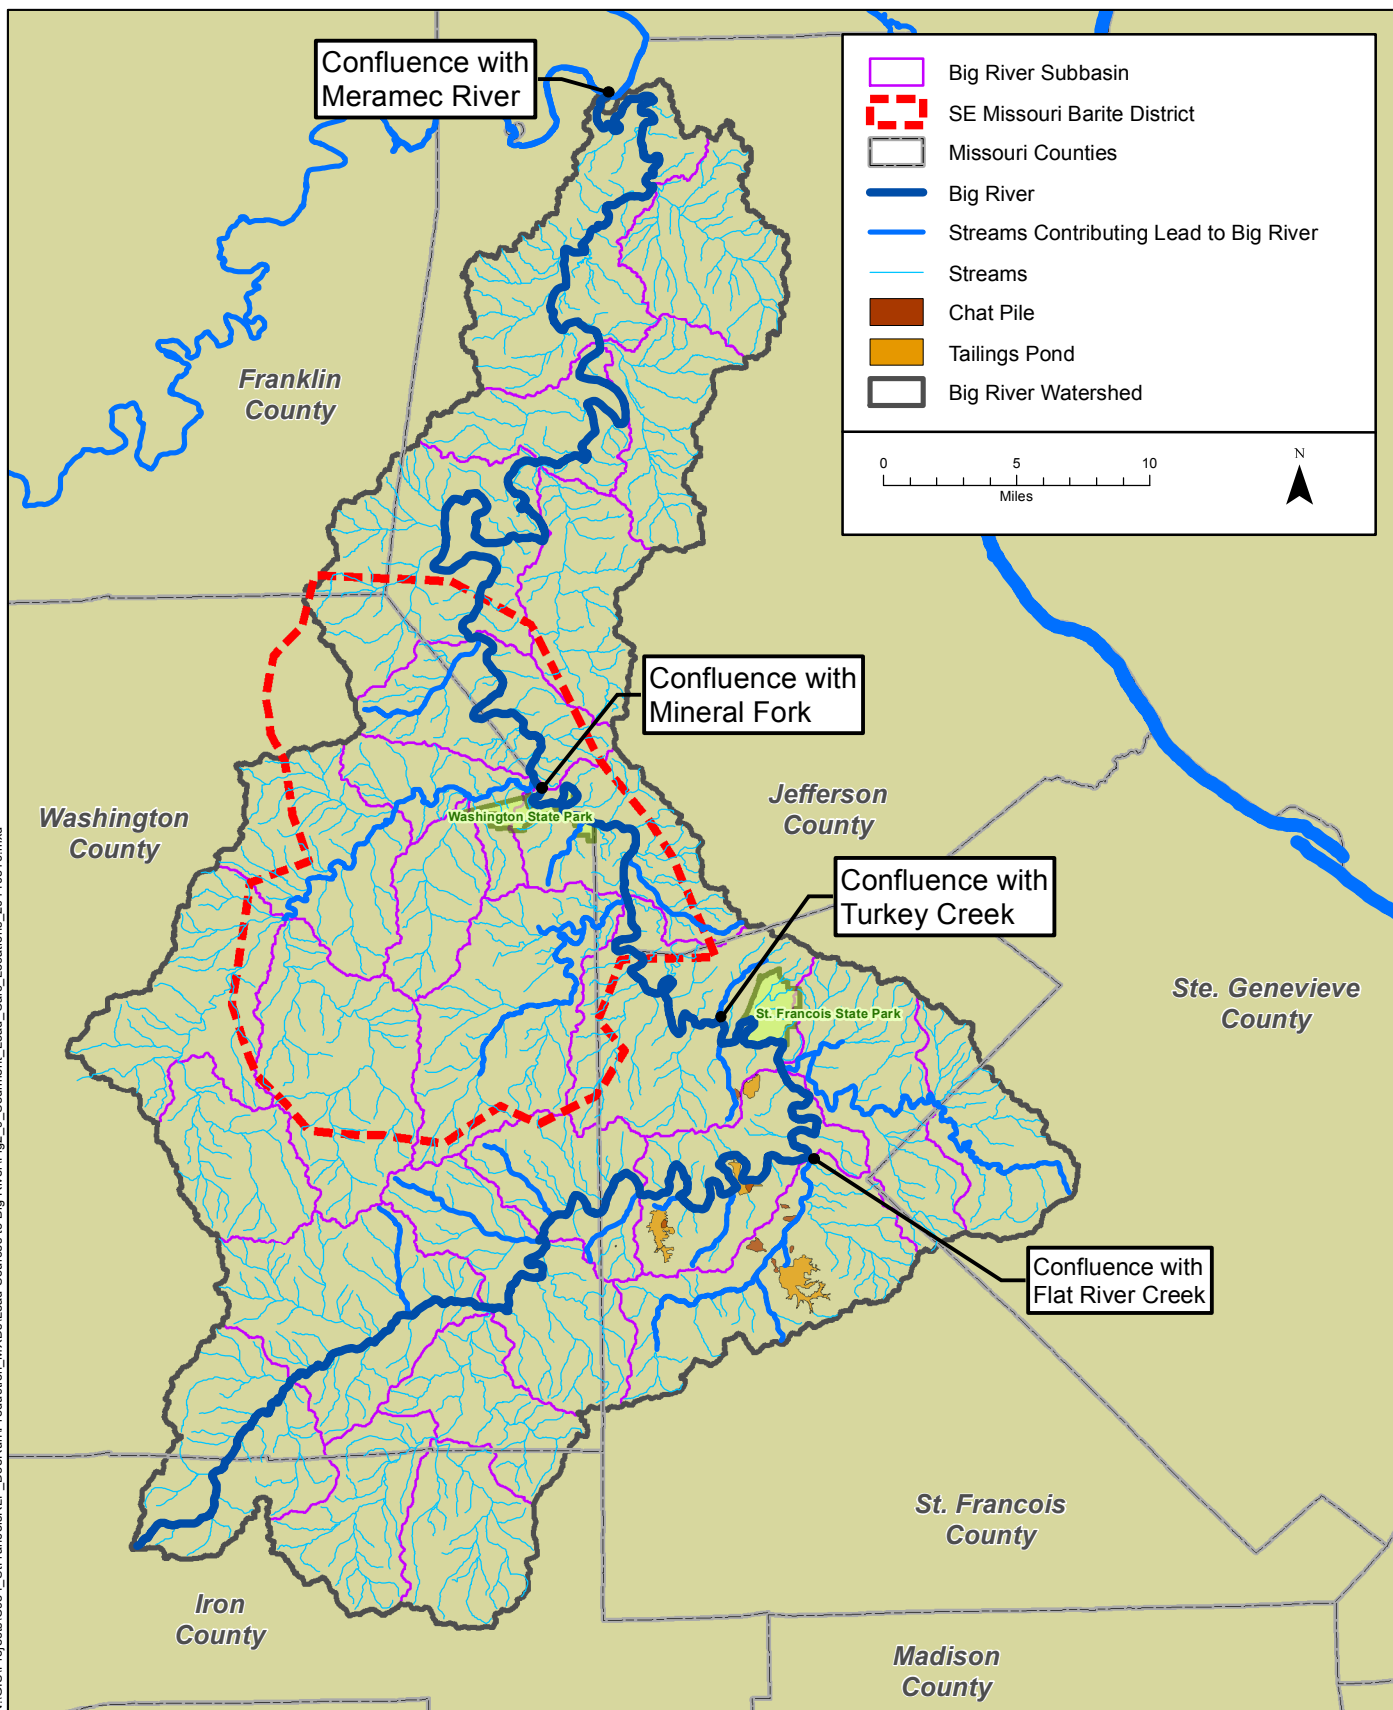 Confluence with
Meramec River
Big River Subbasin
SE Missouri Barite District
Missouri Counties
Big River
Streams Contributing Lead to Big River
Streams
Chat Pile
Tailings Pond
Big River Watershed
0 5 10
Miles
N
Franklin
County
Confluence with
Mineral Fork
Washington
County
Washington State Park
Jefferson
County
Confluence with
Turkey Creek
Ste. Genevieve
County
St. Francois State Park
Confluence with
Flat River Creek
St. Francois
County
Iron
County
Madison
County